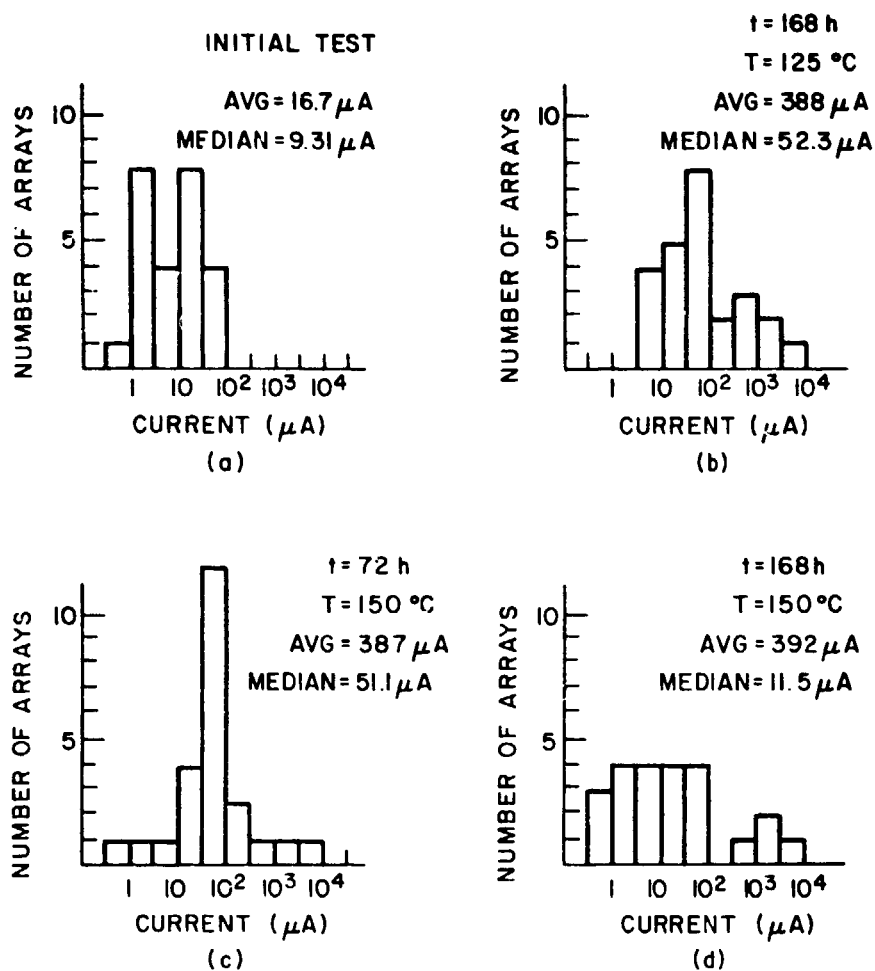 INITIAL TEST
AVG = 16.7 μA
MEDIAN = 9.31 μA
NUMBER OF ARRAYS
10
5
1 10 10² 10³ 10⁴
CURRENT (μA)
(a)
t = 168 h
T = 125 °C
AVG = 388 μA
MEDIAN = 52.3 μA
NUMBER OF ARRAYS
10
5
1 10 10² 10³ 10⁴
CURRENT (μA)
(b)
t = 72 h
T = 150 °C
AVG = 387 μA
MEDIAN = 51.1 μA
NUMBER OF ARRAYS
10
5
1 10 10² 10³ 10⁴
CURRENT (μA)
(c)
t = 168h
T = 150 °C
AVG = 392 μA
MEDIAN = 11.5 μA
NUMBER OF ARRAYS
10
5
1 10 10² 10³ 10⁴
CURRENT (μA)
(d)